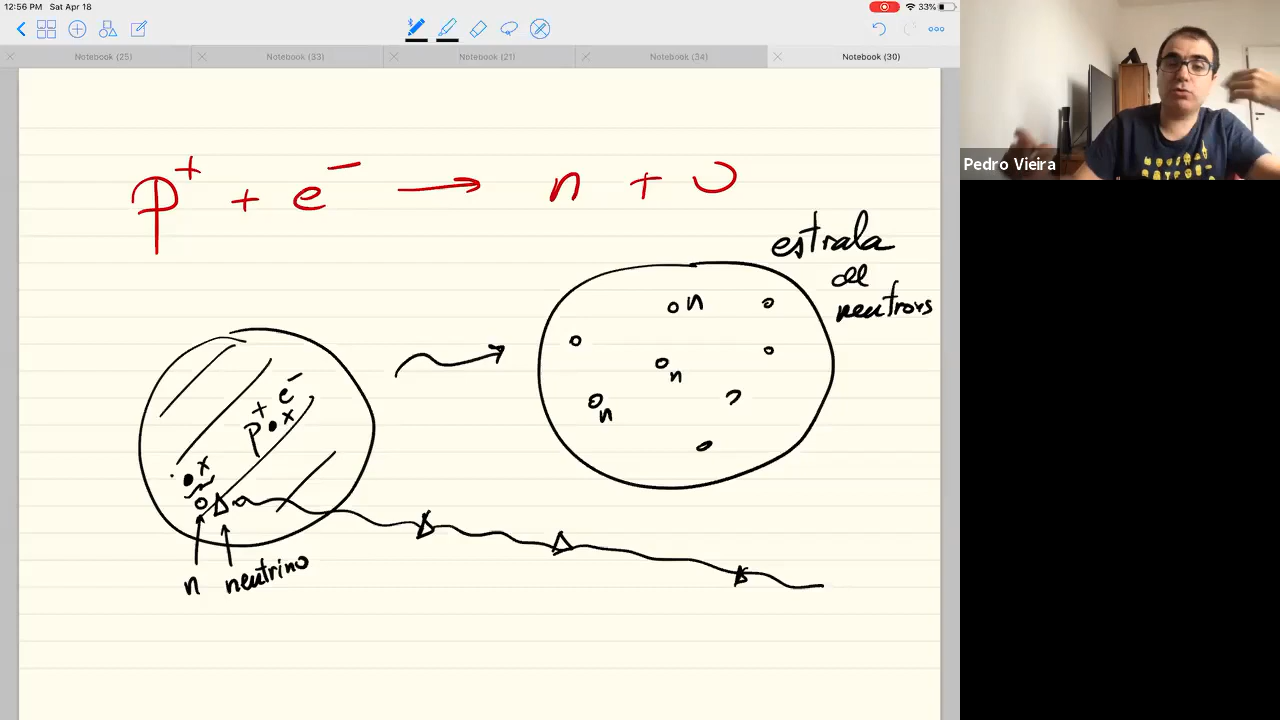 12:56 PM Sat Apr 18
33%
Notebook (25)
Notebook (33)
Notebook (21)
Notebook (34)
Notebook (30)
Pedro Vieira
p⁺ + e⁻ → n + υ
estrala
de
neutrons
n
n
n
p⁺ e⁻
x
x
n
neutrino